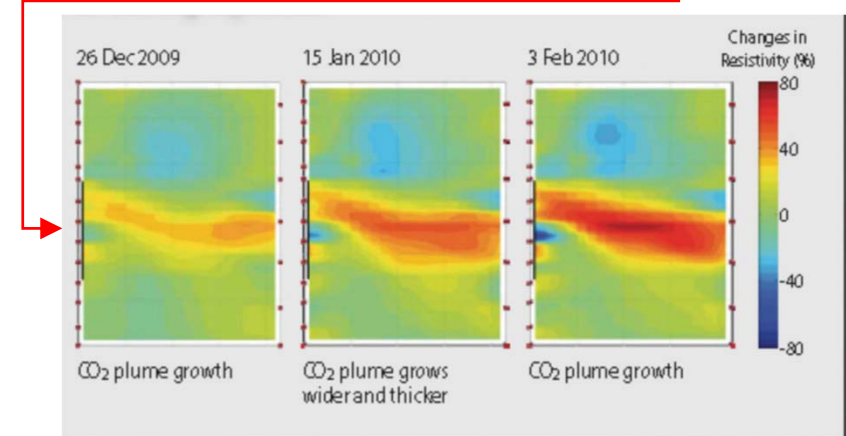 26 Dec 2009
15 Jan 2010
3 Feb 2010
Changes in
Resistivity (%)
80
40
0
-40
-80
CO₂ plume growth
CO₂ plume grows
wider and thicker
CO₂ plume growth